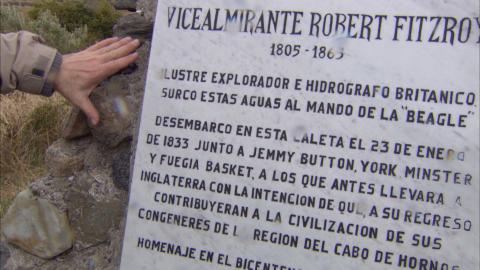 VICEALMIRANTE ROBERT FITZROY
1805 - 1865
ILUSTRE EXPLORADOR E HIDROGRAFO BRITANICO
SURCO ESTAS AGUAS AL MANDO DE LA "BEAGLE"
DESEMBARCO EN ESTA CALETA EL 23 DE ENERO
DE 1833 JUNTO A JEMMY BUTTON, YORK MINSTER
Y FUEGIA BASKET, A LOS QUE ANTES LLEVARA A
INGLATERRA CON LA INTENCION DE QUE, A SU REGRESO
CONTRIBUYERAN A LA CIVILIZACION DE SUS
CONGENERES DE L REGION DEL CABO DE HORNOS
HOMENAJE EN EL BICENTEN